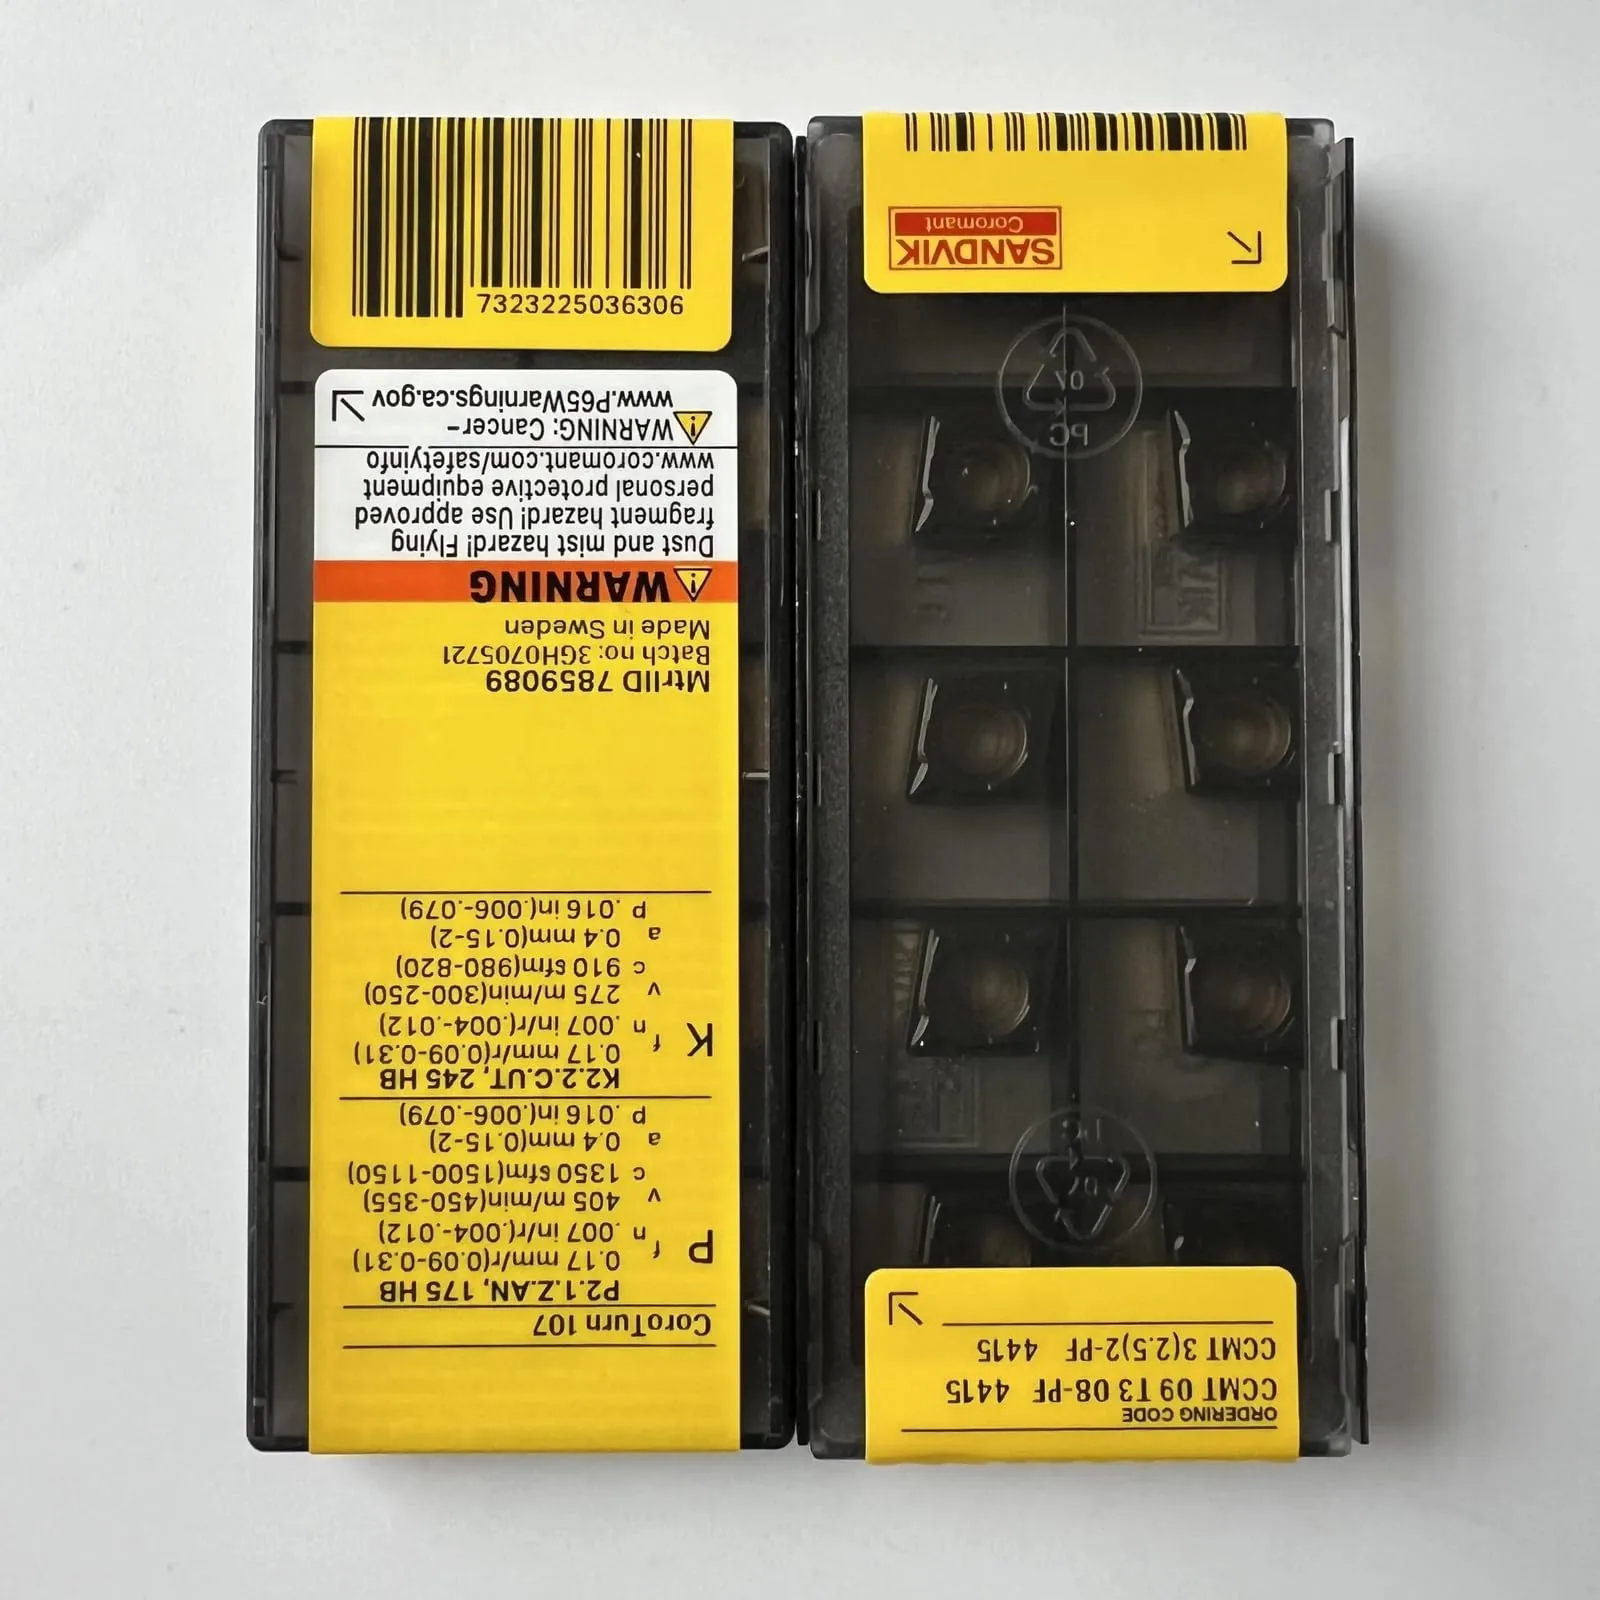 7323225036306
CoroTurn 107
P2.1.Z.AN, 175 HB
P
f n 0.17 mm/r(0.09-0.31)
.007 in/r(.004-.012)
v c 405 m/min(450-355)
1350 sfm(1500-1150)
a p 0.4 mm(0.15-2)
.016 in(.006-.079)
K2.2.C.UT, 245 HB
K
f n 0.17 mm/r(0.09-0.31)
.007 in/r(.004-.012)
v c 275 m/min(300-250)
910 sfm(980-820)
a p 0.4 mm(0.15-2)
.016 in(.006-.079)
MtrlID 7859089
Batch no: 3GH0705721
Made in Sweden
WARNING
Dust and mist hazard! Flying
fragment hazard! Use approved
personal protective equipment
www.coromant.com/safetyinfo
WARNING: Cancer-
www.P65Warnings.ca.gov
ORDERING CODE
CCMT 09 T3 08-PF 4415
CCMT 3(2.5)2-PF 4415
07
PC
07
PC
SANDVIK
Coromant